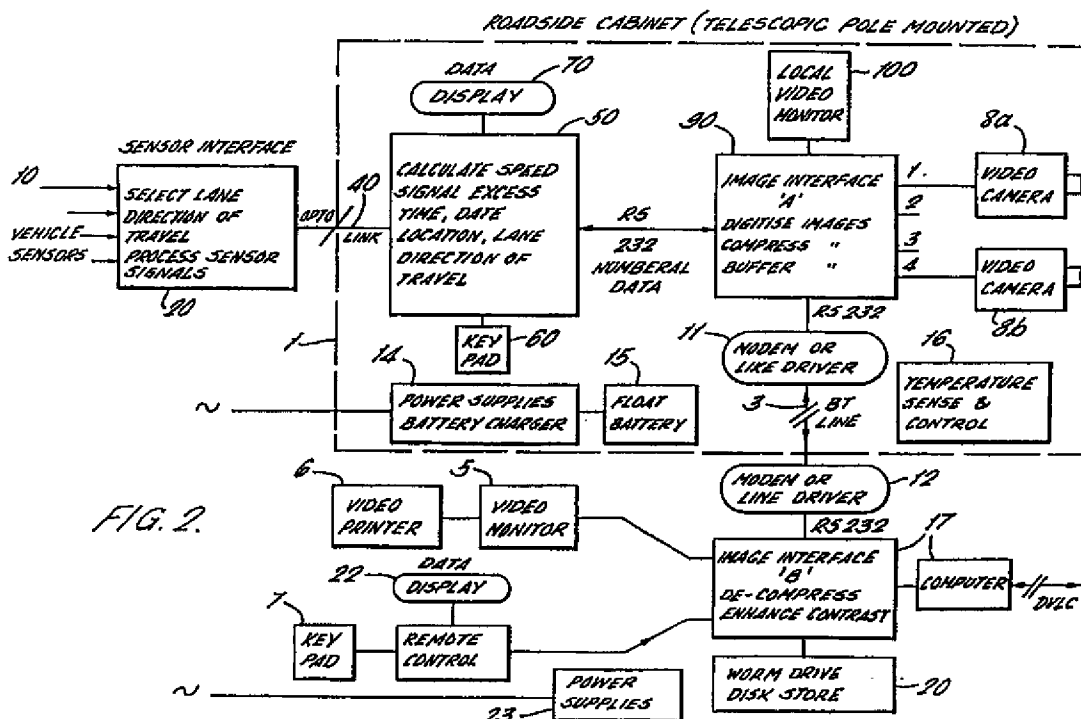 ROADSIDE CABINET (TELESCOPIC POLE MOUNTED)
DATA
70
DISPLAY
LOCAL
VIDEO
MONITOR
100
50
90
8a
SENSOR INTERFACE
10
VEHICLE
SENSORS
SELECT LANE
DIRECTION OF
TRAVEL
PROCESS SENSOR
SIGNALS
20
OPTO
LINK
40
CALCULATE SPEED
SIGNAL EXCESS
TIME, DATE
LOCATION, LANE
DIRECTION OF
TRAVEL
RS
232
NUMBERAL
DATA
IMAGE INTERFACE
'A'
DIGITISE IMAGES
COMPRESS "
BUFFER "
1.
2
3
4
VIDEO
CAMERA
VIDEO
CAMERA
8b
RS232
1
KEY
PAD
60
11
MODEM OR
LIKE DRIVER
16
TEMPERATURE
SENSE &
CONTROL
14
POWER SUPPLIES
BATTERY CHARGER
15
FLOAT
BATTERY
3
BT
LINE
~
6
VIDEO
PRINTER
5
VIDEO
MONITOR
MODEM OR
LINE DRIVER
12
RS232
FIG. 2.
DATA
22
DISPLAY
7
KEY
PAD
REMOTE
CONTROL
IMAGE INTERFACE
'B'
DE-COMPRESS
ENHANCE CONTRAST
17
COMPUTER
DVLC
~
POWER
SUPPLIES
23
WORM DRIVE
DISK STORE
20